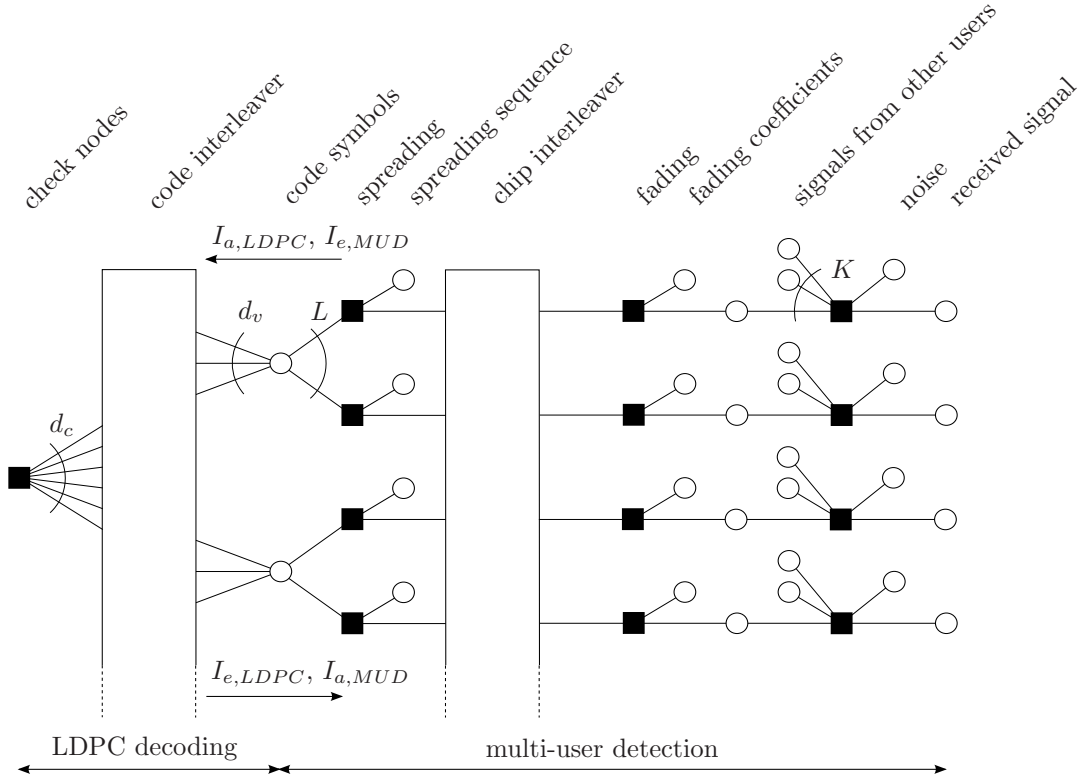 check nodes
code interleaver
code symbols
spreading
spreading sequence
chip interleaver
fading
fading coefficients
signals from other users
noise
received signal
I_{a,LDPC}, I_{e,MUD}
d_v
L
K
d_c
I_{e,LDPC}, I_{a,MUD}
LDPC decoding
multi-user detection